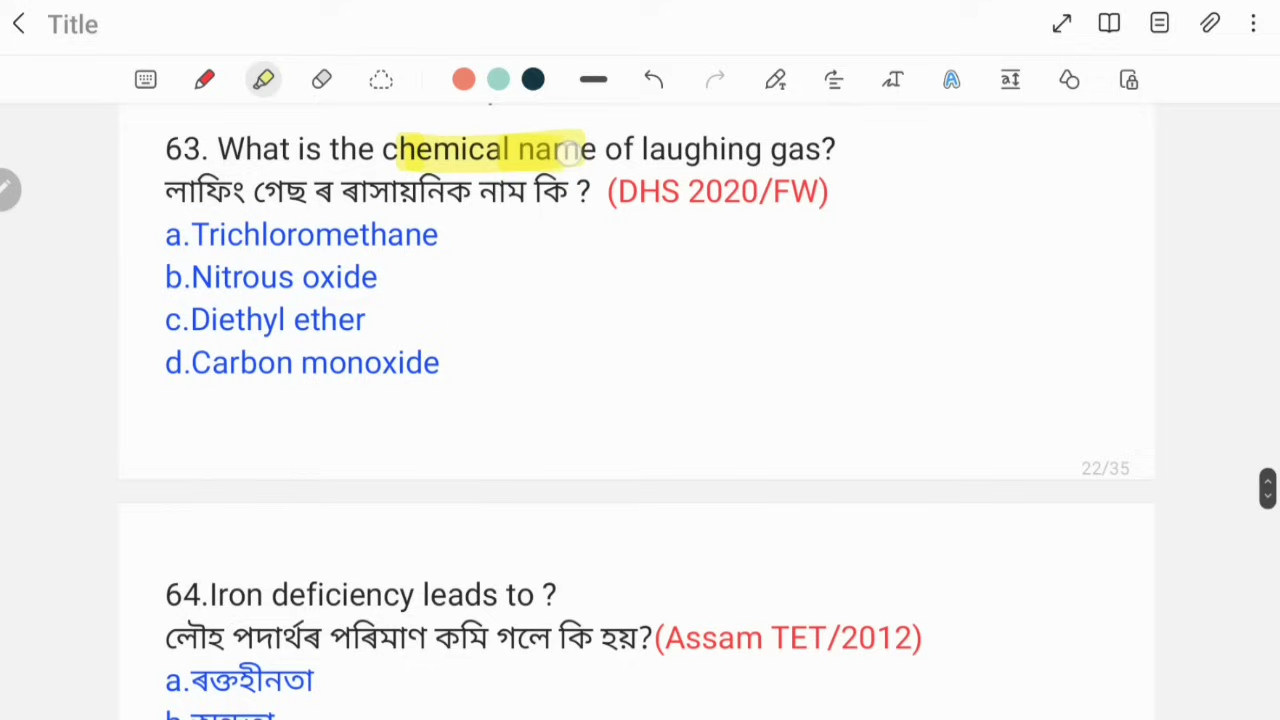 Title
63. What is the chemical name of laughing gas?
লাফিং গেছ ৰ ৰাসায়নিক নাম কি ? (DHS 2020/FW)
a.Trichloromethane
b.Nitrous oxide
c.Diethyl ether
d.Carbon monoxide
22/35
64.Iron deficiency leads to ?
লৌহ পদাৰ্থৰ পৰিমাণ কমি গলে কি হয়?(Assam TET/2012)
a.ৰক্তহীনতা